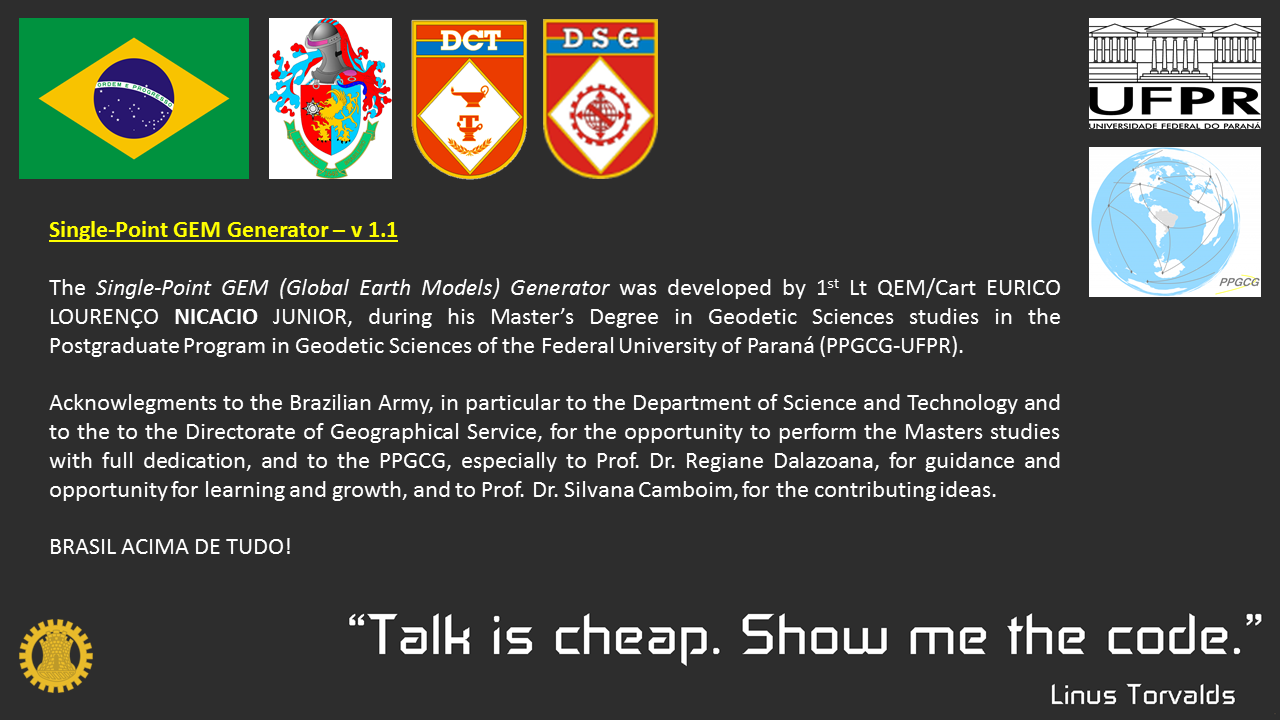 ORDEM E PROGRESSO
DCT
DSG
UFPR
UNIVERSIDADE FEDERAL DO PARANÁ
PPGCG
Single-Point GEM Generator – v 1.1
The Single-Point GEM (Global Earth Models) Generator was developed by 1st Lt QEM/Cart EURICO
LOURENÇO NICACIO JUNIOR, during his Master’s Degree in Geodetic Sciences studies in the
Postgraduate Program in Geodetic Sciences of the Federal University of Paraná (PPGCG-UFPR).
Acknowlegments to the Brazilian Army, in particular to the Department of Science and Technology and
to the to the Directorate of Geographical Service, for the opportunity to perform the Masters studies
with full dedication, and to the PPGCG, especially to Prof. Dr. Regiane Dalazoana, for guidance and
opportunity for learning and growth, and to Prof. Dr. Silvana Camboim, for the contributing ideas.
BRASIL ACIMA DE TUDO!
“Talk is cheap. Show me the code.”
Linus Torvalds